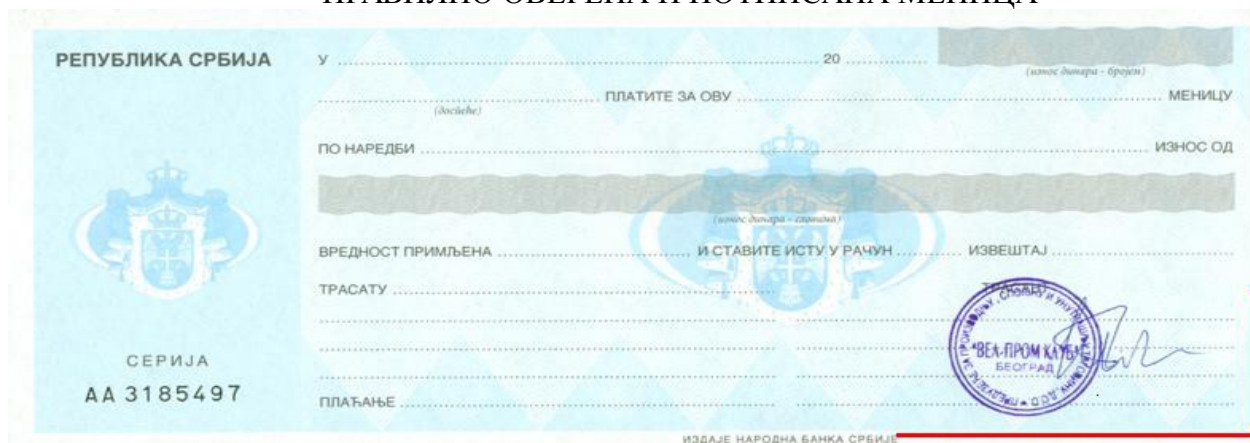 ПРАВИЛНО ОВЕРЕНА И ПОТПИСАНА МЕНИЦА
РЕПУБЛИКА СРБИЈА
У 20
(износ динара - бројем)
ПЛАТИТЕ ЗА ОВУ МЕНИЦУ
(доспеће)
ПО НАРЕДБИ ИЗНОС ОД
(износ динара - словима)
ВРЕДНОСТ ПРИМЉЕНА И СТАВИТЕ ИСТУ У РАЧУН ИЗВЕШТАЈ
ТРАСАТУ ТРАСАНТ
"ВЕЛ-ПРОМ КЛУБ"
БЕОГРАД
СЕРИЈА
АА 3185497
ПЛАЋАЊЕ
ИЗДАЈЕ НАРОДНА БАНКА СРБИЈЕ